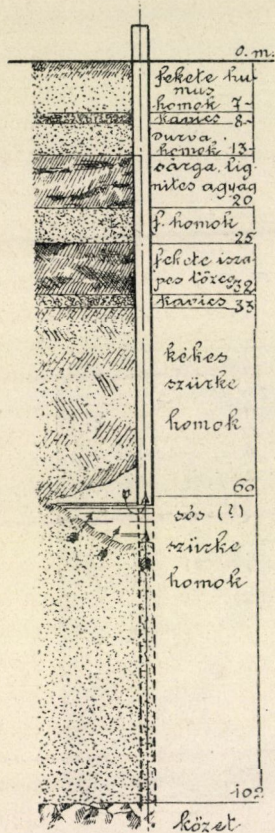 0. m.
fekete hu-
mus
homok 7-
kavics 8-
durva
homok 13-
sárga lig-
nites agyag
20
f. homok
25
fekete isza-
pos tőzeg 32
kavics 33
kékes
szürke
homok
60
sós (?)
szürke
homok
102
kőzet